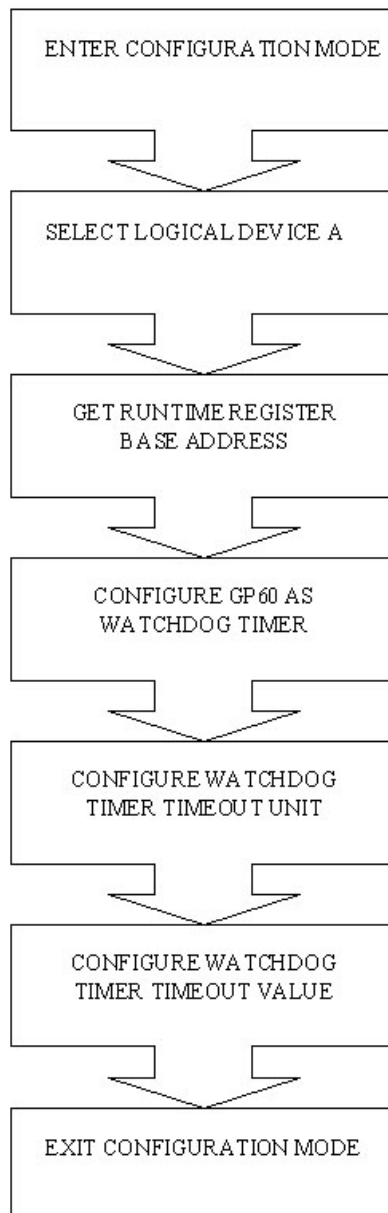 ENTER CONFIGURATION MODE
SELECT LOGICAL DEVICE A
GET RUNTIME REGISTER
BASE ADDRESS
CONFIGURE GP60 AS
WATCHDOG TIMER
CONFIGURE WATCHDOG
TIMER TIMEOUT UNIT
CONFIGURE WATCHDOG
TIMER TIMEOUT VALUE
EXIT CONFIGURATION MODE